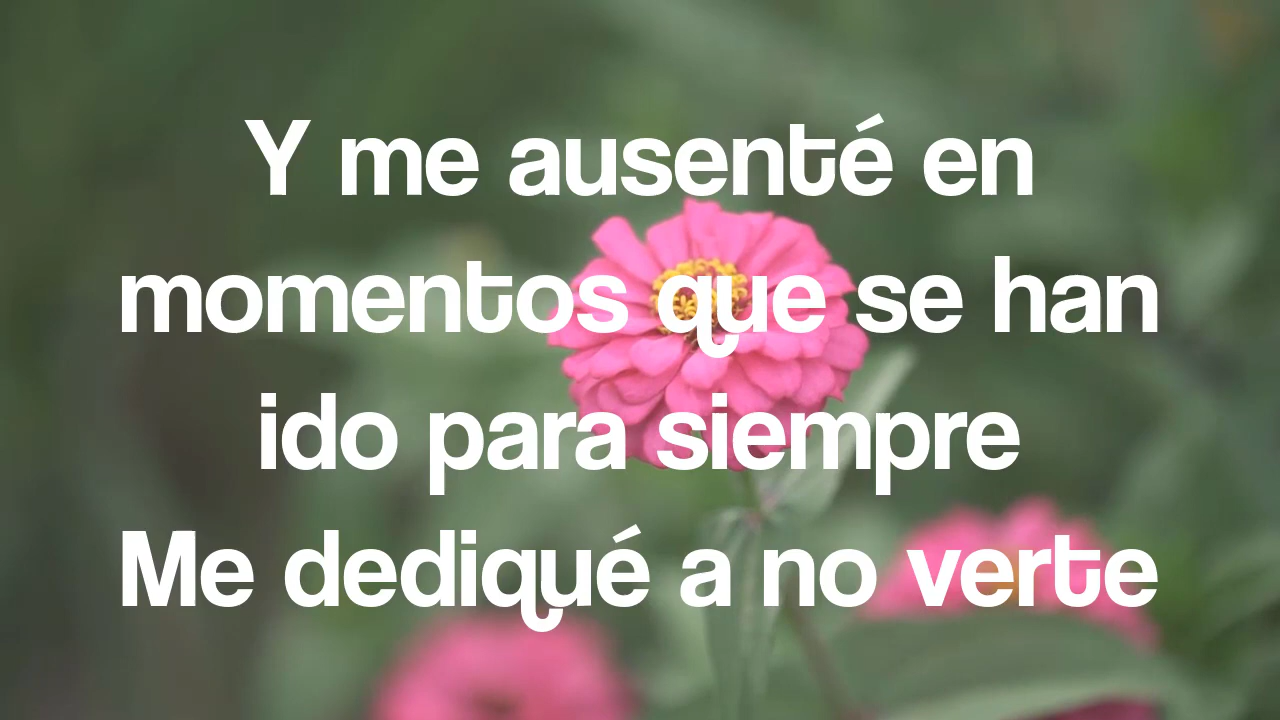 Y me ausenté en
momentos que se han
ido para siempre
Me dediqué a no verte